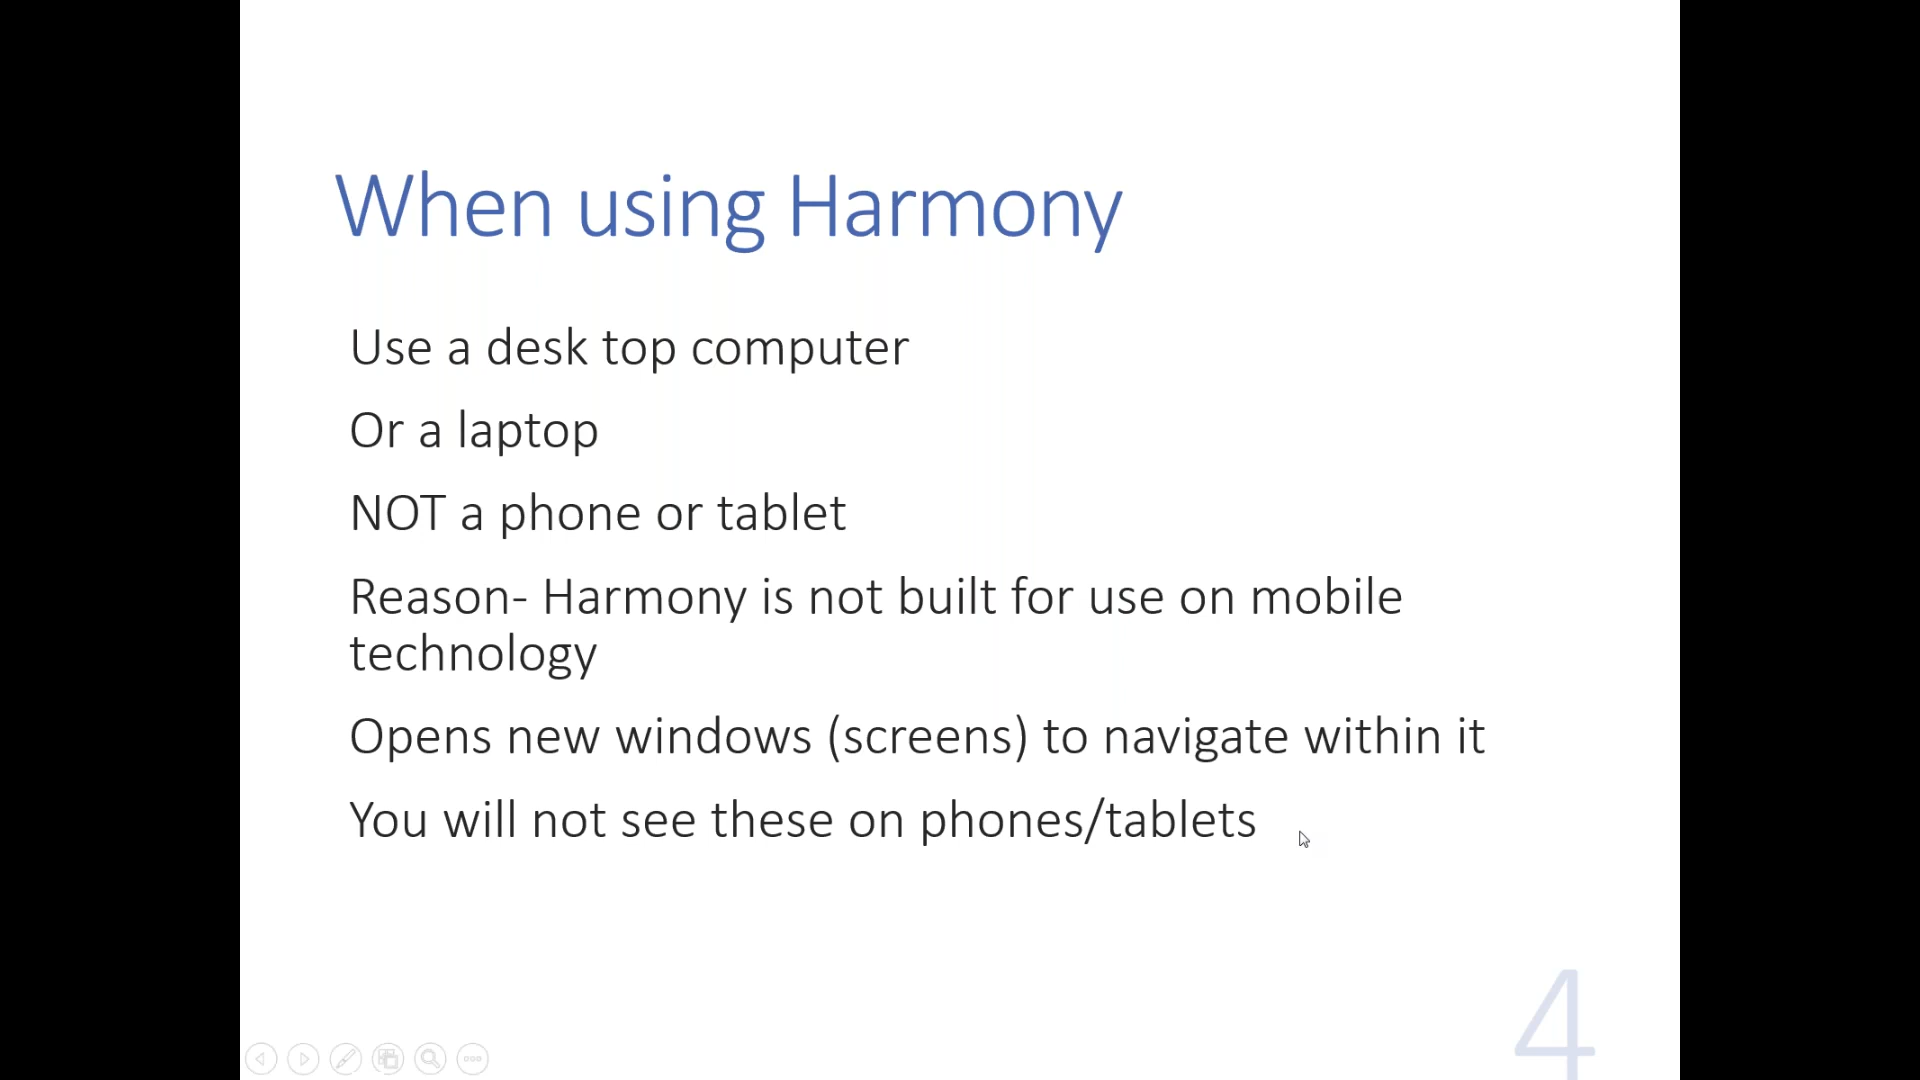 When using Harmony
Use a desk top computer
Or a laptop
NOT a phone or tablet
Reason- Harmony is not built for use on mobile
technology
Opens new windows (screens) to navigate within it
You will not see these on phones/tablets
4